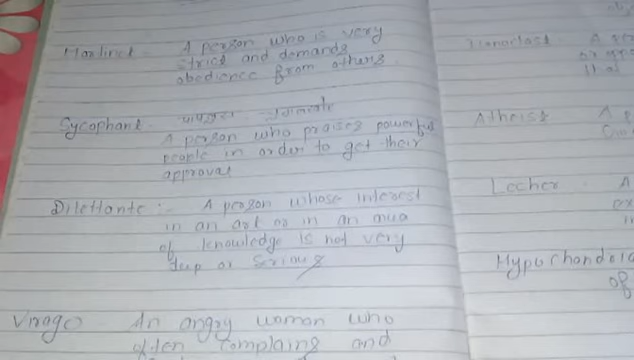 Martinet - A person who is very
strict and demands
obedience from others.
Sycophant - चापलूस
A person who praises powerful
people in order to get their
approval
Dilettante :- A person whose interest
in an art or in an
of knowledge is not very
deep or serious
Virago - An angry woman who
often complains and
Iconoclast - A
or
Atheist A p
Lecher - A
Hypochondria
of